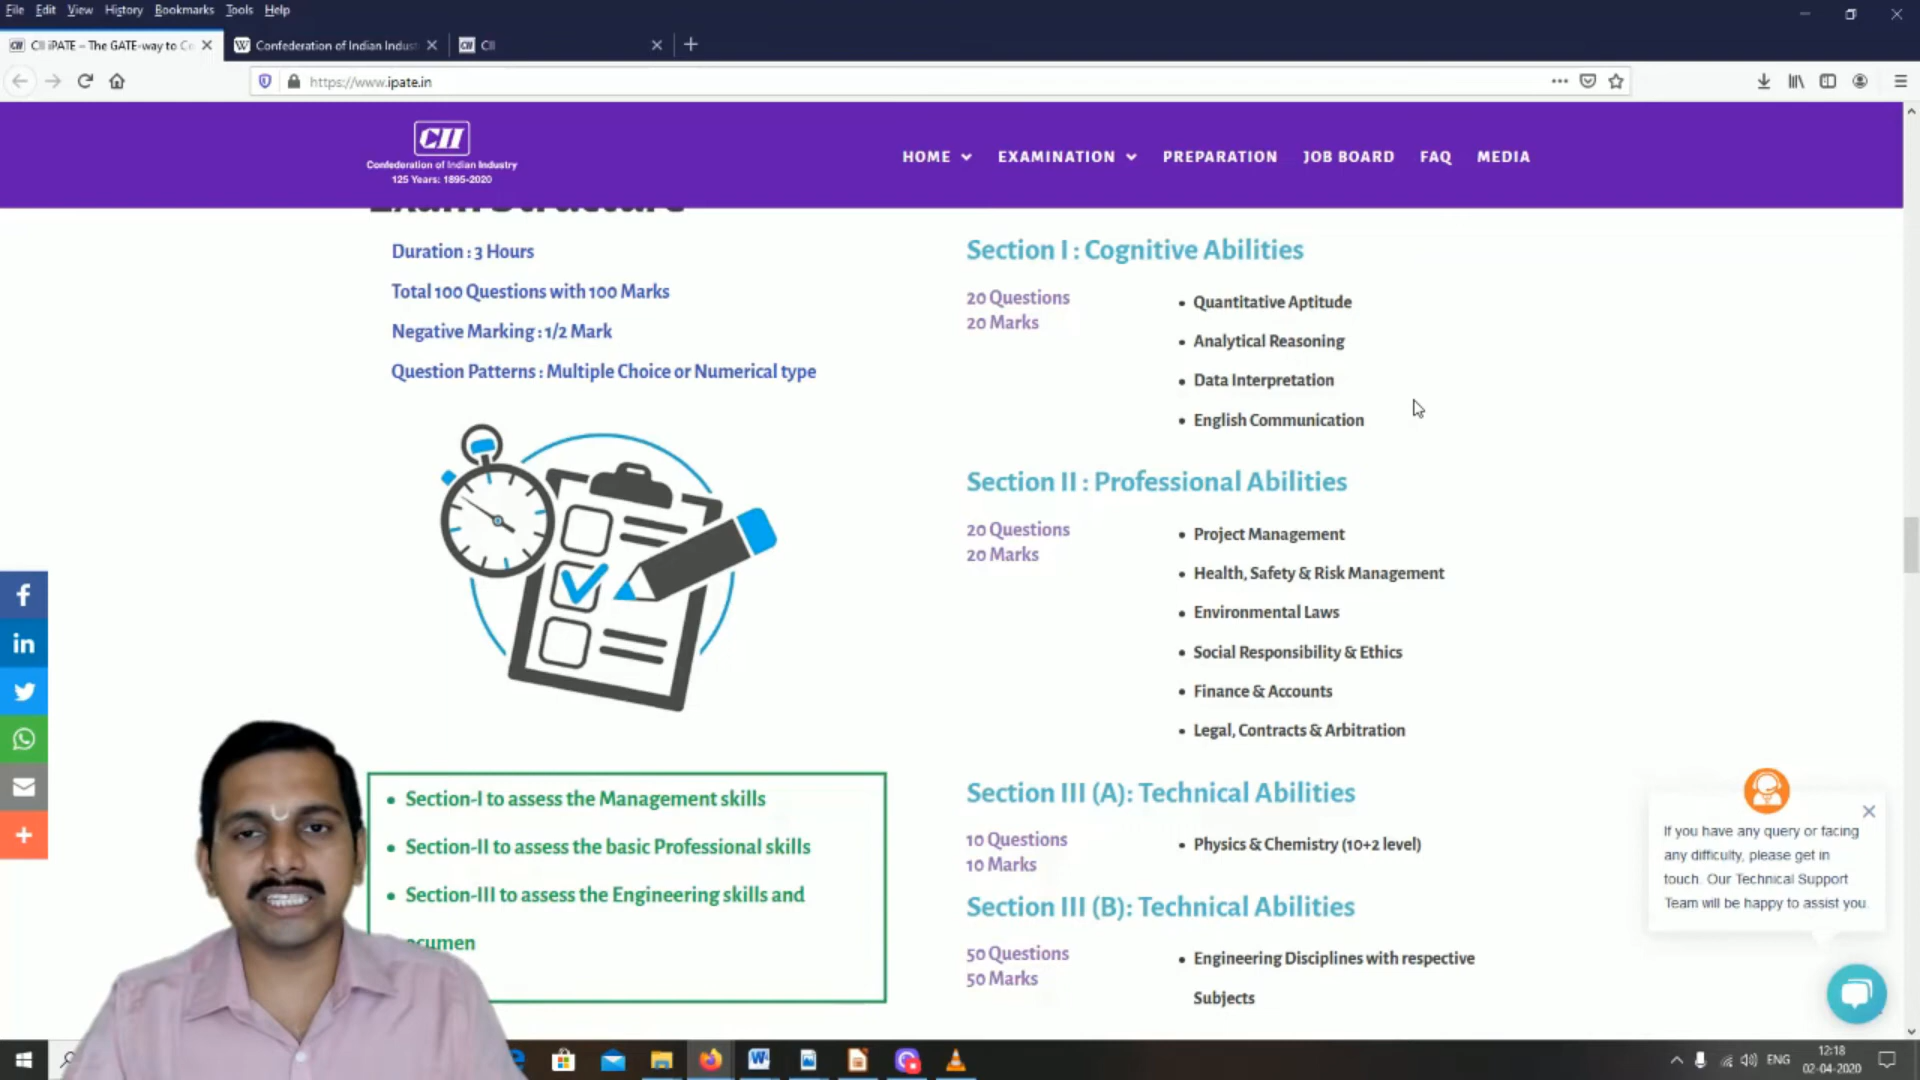 File Edit View History Bookmarks Tools Help
CII iPATE – The GATE-way to Co
Confederation of Indian Indust
CII
https://www.ipate.in
CII
Confederation of Indian Industry
125 Years: 1895-2020
HOME EXAMINATION PREPARATION JOB BOARD FAQ MEDIA
Exam Structure
Duration : 3 Hours
Total 100 Questions with 100 Marks
Negative Marking : 1/2 Mark
Question Patterns : Multiple Choice or Numerical type
Section-I to assess the Management skills
Section-II to assess the basic Professional skills
Section-III to assess the Engineering skills and
ocumen
Section I : Cognitive Abilities
20 Questions
20 Marks
Quantitative Aptitude
Analytical Reasoning
Data Interpretation
English Communication
Section II : Professional Abilities
20 Questions
20 Marks
Project Management
Health, Safety & Risk Management
Environmental Laws
Social Responsibility & Ethics
Finance & Accounts
Legal, Contracts & Arbitration
Section III (A): Technical Abilities
10 Questions
10 Marks
Physics & Chemistry (10+2 level)
Section III (B): Technical Abilities
50 Questions
50 Marks
Engineering Disciplines with respective
Subjects
If you have any query or facing
any difficulty, please get in
touch. Our Technical Support
Team will be happy to assist you.
ENG
12:18
02-04-2020